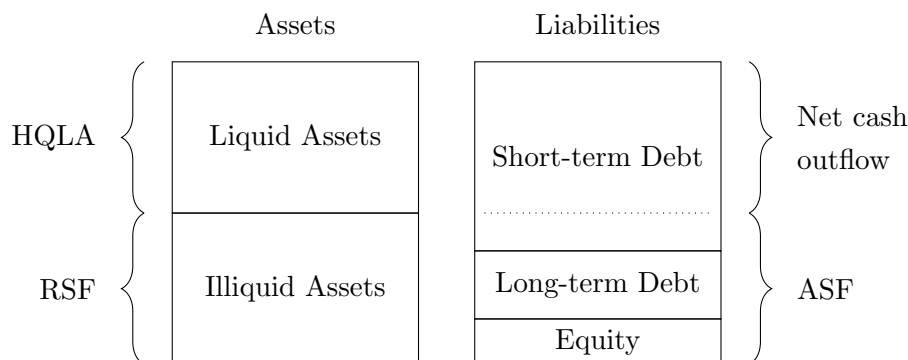 Assets
Liabilities
HQLA
Liquid Assets
Short-term Debt
Net cash
outflow
RSF
Illiquid Assets
Long-term Debt
ASF
Equity